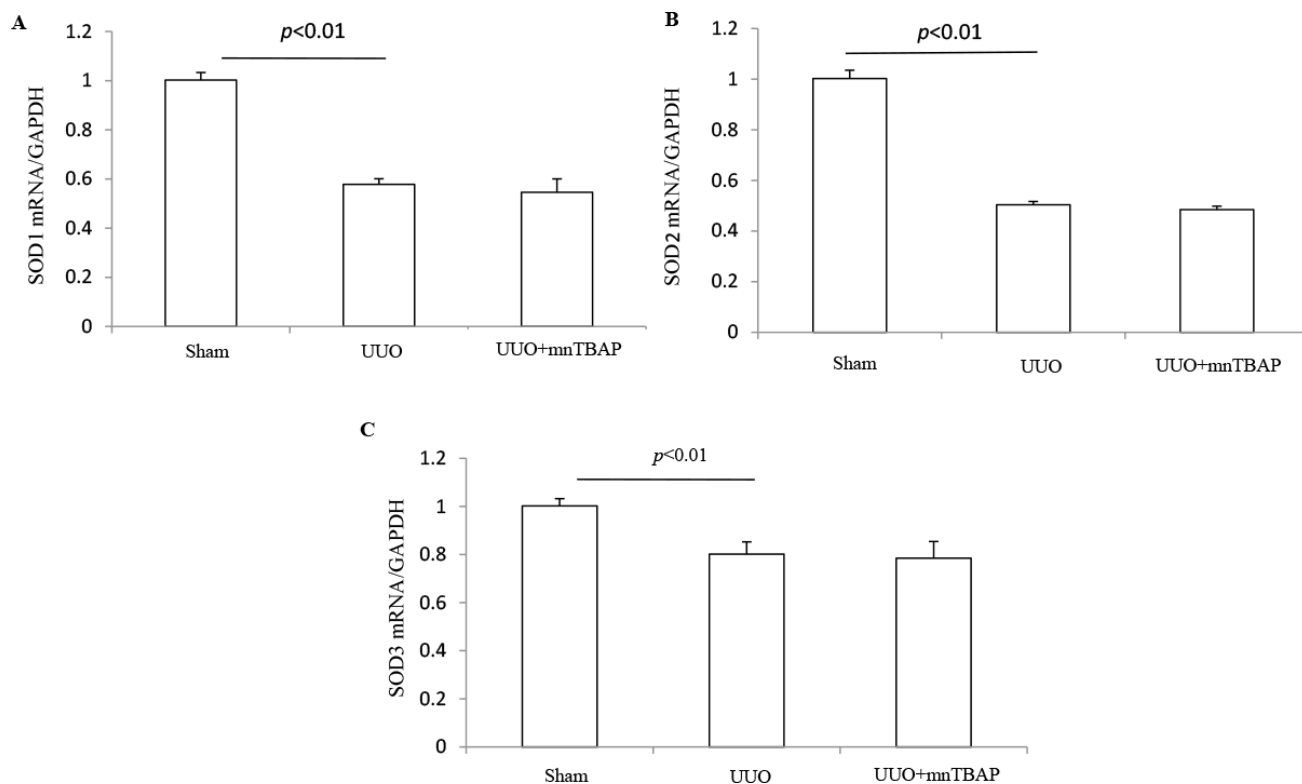 A
SOD1 mRNA/GAPDH
1.2
1
0.8
0.6
0.4
0.2
0
p<0.01
Sham
UUO
UUO+mnTBAP
B
SOD2 mRNA/GAPDH
1.2
1
0.8
0.6
0.4
0.2
0
p<0.01
Sham
UUO
UUO+mnTBAP
C
SOD3 mRNA/GAPDH
1.2
1
0.8
0.6
0.4
0.2
0
p<0.01
Sham
UUO
UUO+mnTBAP